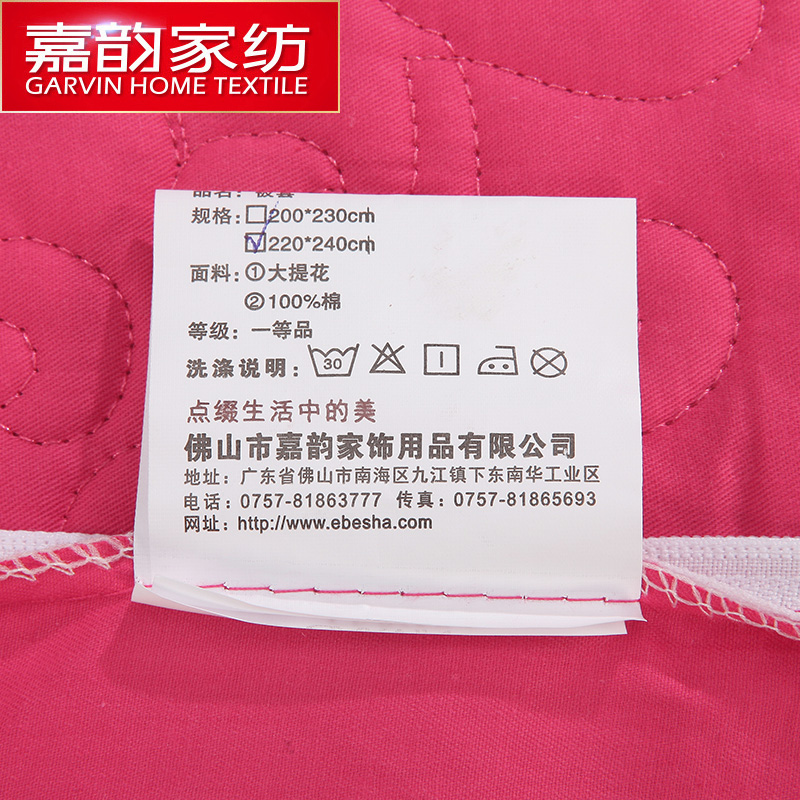 嘉韵家纺
GARVIN HOME TEXTILE
品名：被套
规格：□200*230cm
☑220*240cm
面料：①大提花
②100%棉
等级：一等品
洗涤说明：30
点缀生活中的美
佛山市嘉韵家饰用品有限公司
地址：广东省佛山市南海区九江镇下东南华工业区
电话：0757-81863777 传真：0757-81865693
网址：http://www.ebesha.com